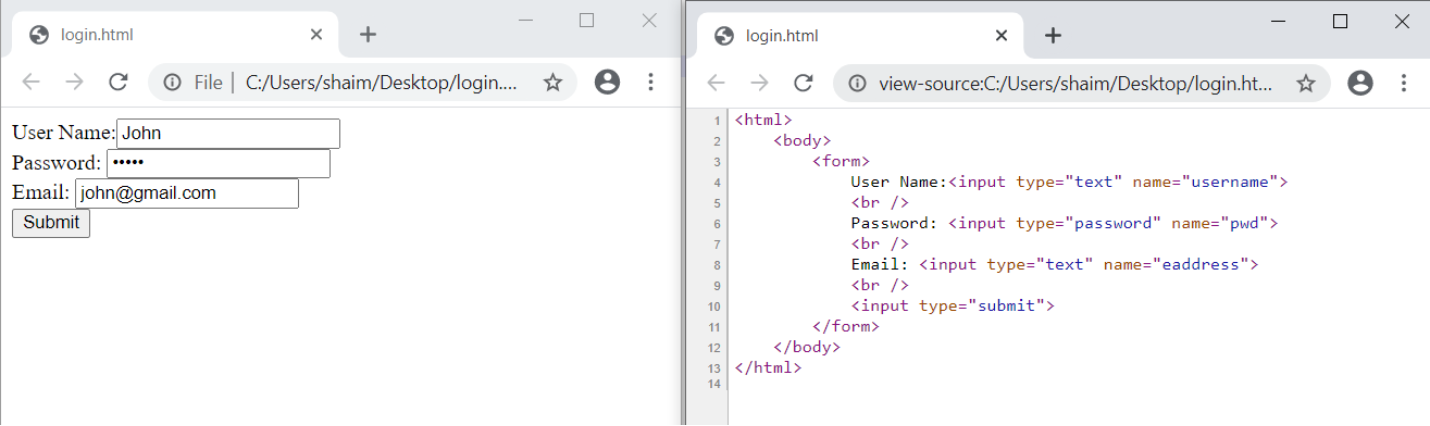 login.html
File | C:/Users/shaim/Desktop/login....
User Name: John
Password: •••••
Email: john@gmail.com
Submit
login.html
view-source:C:/Users/shaim/Desktop/login.ht...
1 <html>
2     <body>
3         <form>
4             User Name:<input type="text" name="username">
5             <br />
6             Password: <input type="password" name="pwd">
7             <br />
8             Email: <input type="text" name="eaddress">
9             <br />
10             <input type="submit">
11         </form>
12     </body>
13 </html>
14